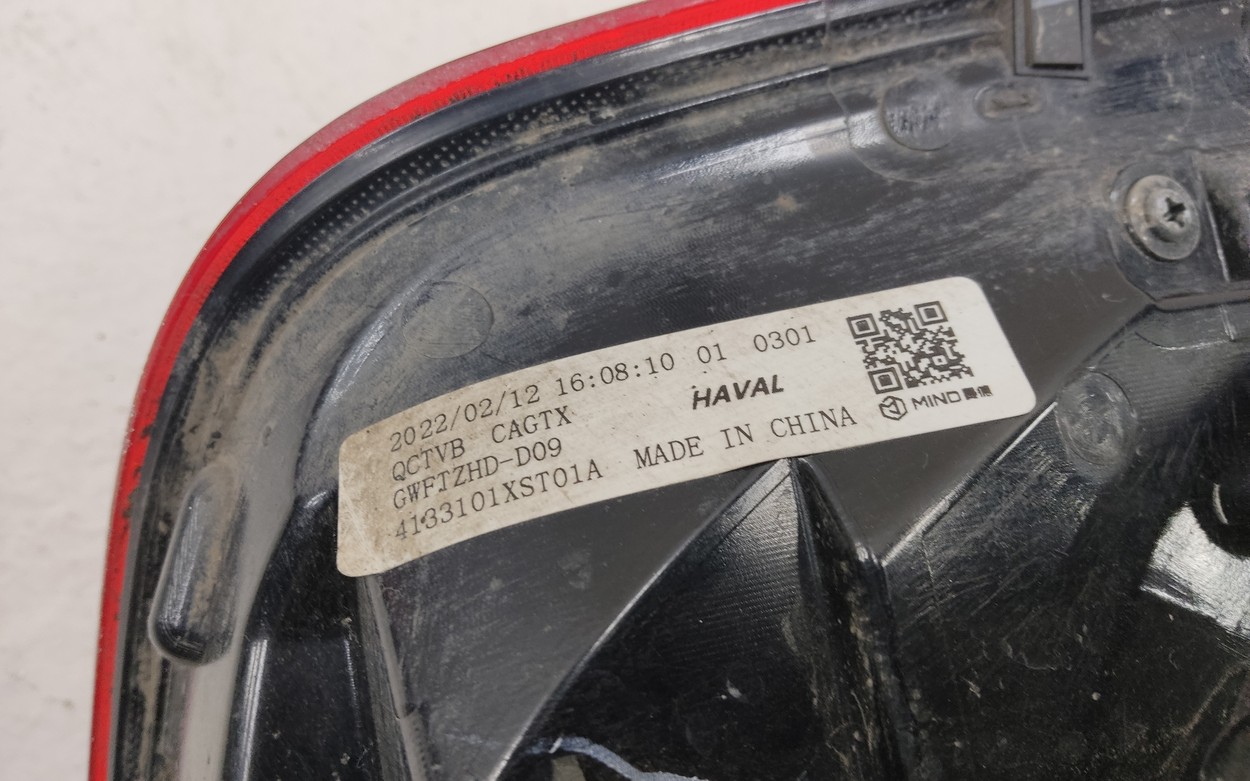 2022/02/12 16:08:10 01 0301
QCTVB CAGTX
HAVAL
GWFTZHD-D09
4133101XST01A MADE IN CHINA
MIND